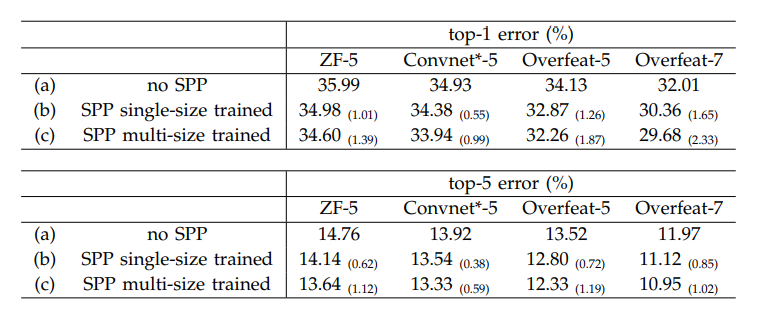 top-1 error (%)
ZF-5 Convnet*-5 Overfeat-5 Overfeat-7
(a) no SPP 35.99 34.93 34.13 32.01
(b) SPP single-size trained 34.98 (1.01) 34.38 (0.55) 32.87 (1.26) 30.36 (1.65)
(c) SPP multi-size trained 34.60 (1.39) 33.94 (0.99) 32.26 (1.87) 29.68 (2.33)
top-5 error (%)
ZF-5 Convnet*-5 Overfeat-5 Overfeat-7
(a) no SPP 14.76 13.92 13.52 11.97
(b) SPP single-size trained 14.14 (0.62) 13.54 (0.38) 12.80 (0.72) 11.12 (0.85)
(c) SPP multi-size trained 13.64 (1.12) 13.33 (0.59) 12.33 (1.19) 10.95 (1.02)